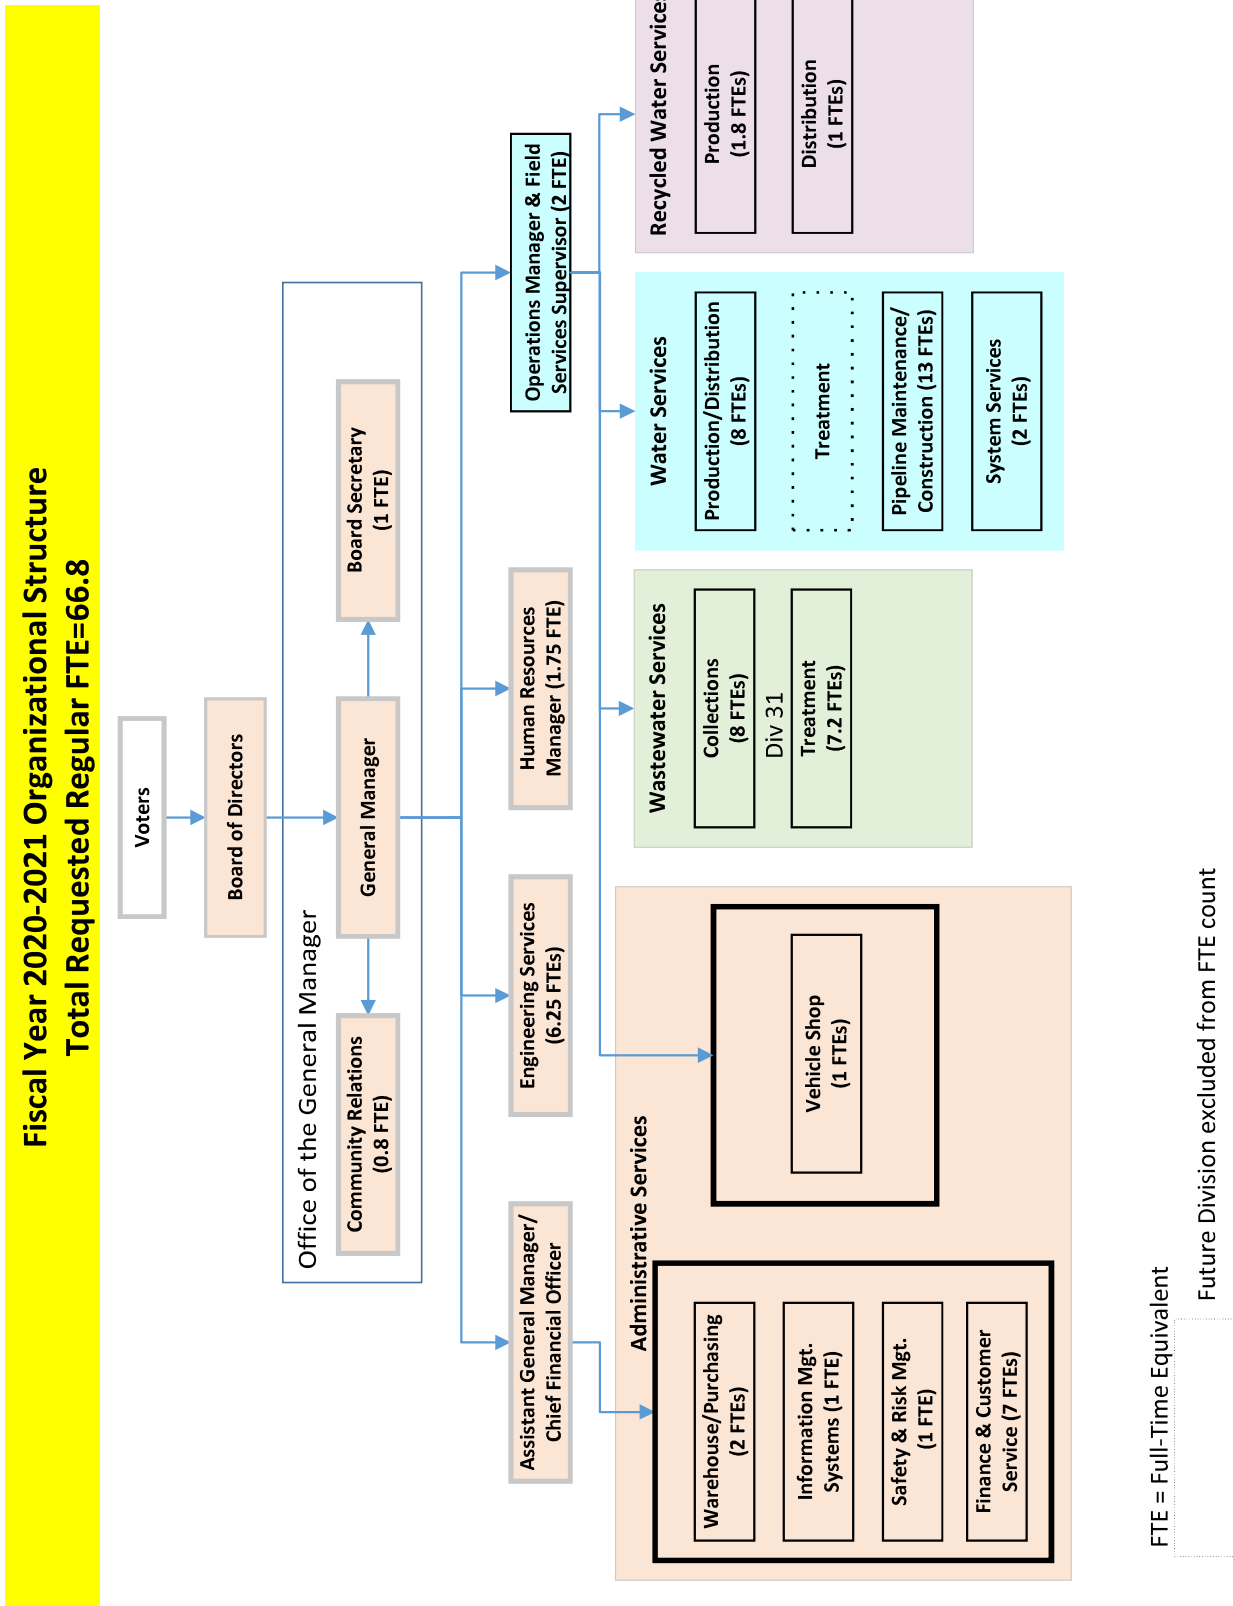 Fiscal Year 2020-2021 Organizational Structure
Total Requested Regular FTE=66.8
Voters
Board of Directors
Office of the General Manager
Community Relations
(0.8 FTE)
General Manager
Board Secretary
(1 FTE)
Assistant General Manager/
Chief Financial Officer
Engineering Services
(6.25 FTEs)
Human Resources
Manager (1.75 FTE)
Operations Manager & Field
Services Supervisor (2 FTE)
Administrative Services
Warehouse/Purchasing
(2 FTEs)
Information Mgt.
Systems (1 FTE)
Safety & Risk Mgt.
(1 FTE)
Finance & Customer
Service (7 FTEs)
Vehicle Shop
(1 FTEs)
Wastewater Services
Collections
(8 FTEs)
Div 31
Treatment
(7.2 FTEs)
Water Services
Production/Distribution
(8 FTEs)
Treatment
Pipeline Maintenance/
Construction (13 FTEs)
System Services
(2 FTEs)
Recycled Water Services
Production
(1.8 FTEs)
Distribution
(1 FTEs)
FTE = Full-Time Equivalent
Future Division excluded from FTE count